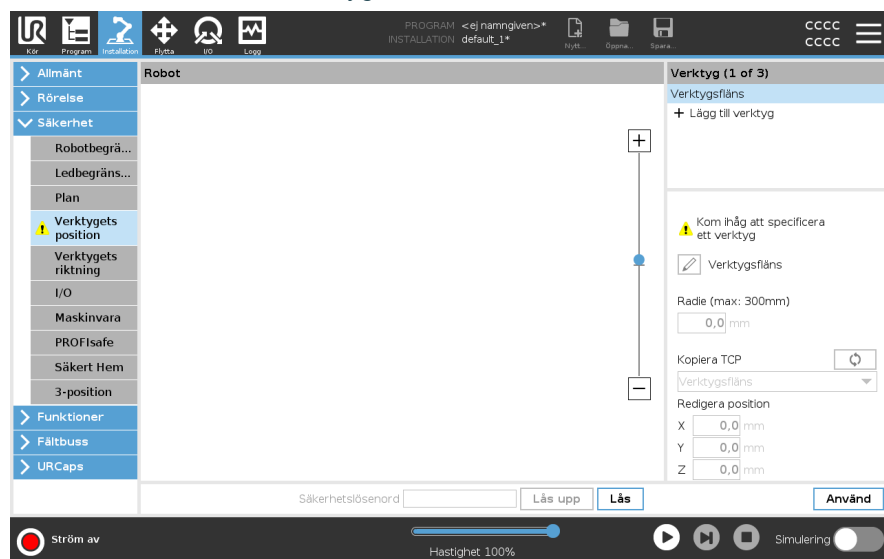 PROGRAM <ej namngiven>*
INSTALLATION default_1*
Kör Program Installation Flytta I/O Logg
Nytt... Öppna... Spara...
cccc
cccc
Allmänt
Rörelse
Säkerhet
Robotbegrä...
Ledbegräns...
Plan
Verktygets
position
Verktygets
riktning
I/O
Maskinvara
PROFIsafe
Säkert Hem
3-position
Funktioner
Fältbuss
URCaps
Robot
Säkerhetslösenord
Lås upp
Lås
Verktyg (1 of 3)
Verktygsfläns
+ Lägg till verktyg
Kom ihåg att specificera
ett verktyg
Verktygsfläns
Radie (max: 300mm)
0,0 mm
Kopiera TCP
Verktygsfläns
Redigera position
X 0,0 mm
Y 0,0 mm
Z 0,0 mm
Använd
Ström av
Hastighet 100%
Simulering